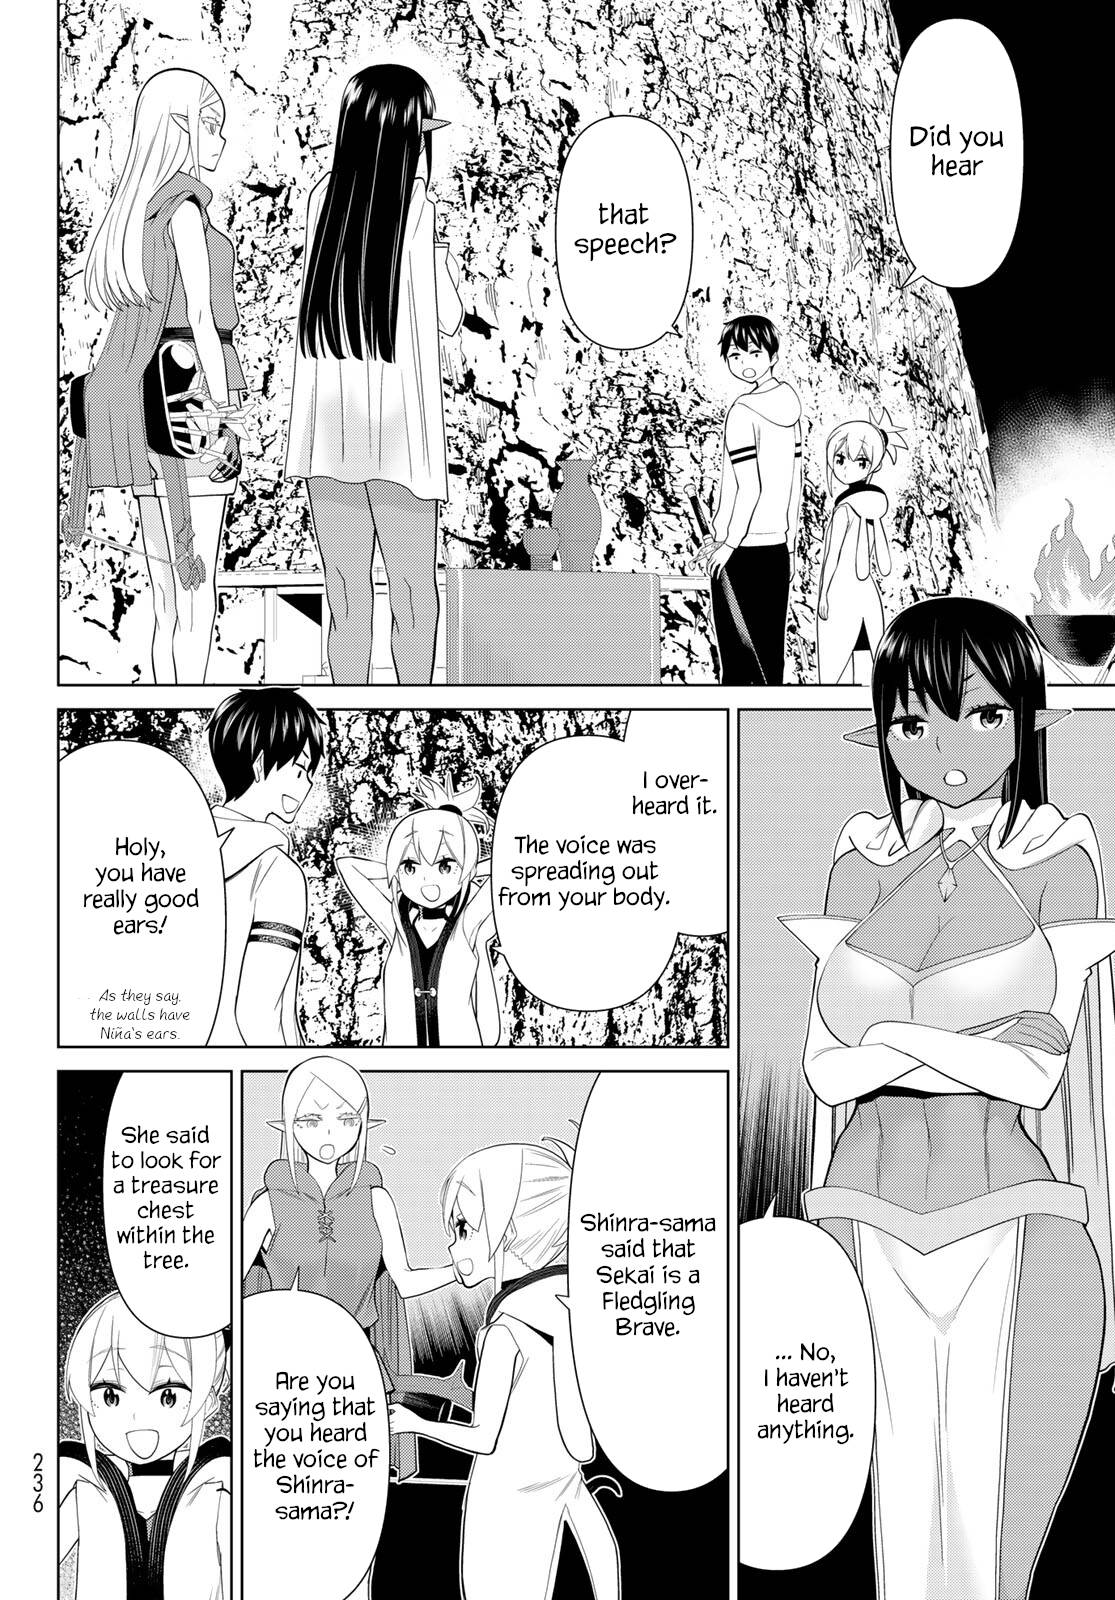 Did you
hear
that
speech?
... No,
I haven't
heard
anything.
I over-
heard it.
The voice was
spreading out
from your body.
Holy,
you have
really good
ears!
As they say,
the walls have
Niña's ears.
Shinra-sama
said that
Sekai is a
Fledgling
Brave.
Are you
saying that
you heard
the voice of
Shinra-
sama?!
She said
to look for
a treasure
chest
within the
tree.
236